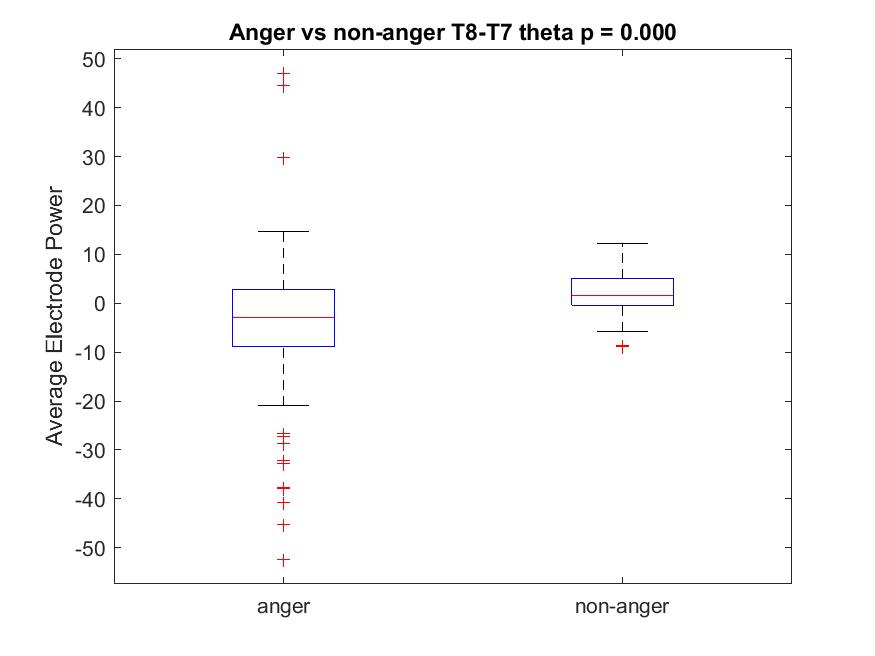 Anger vs non-anger T8-T7 theta p = 0.000
Average Electrode Power
50
40
30
20
10
0
-10
-20
-30
-40
-50
anger
non-anger